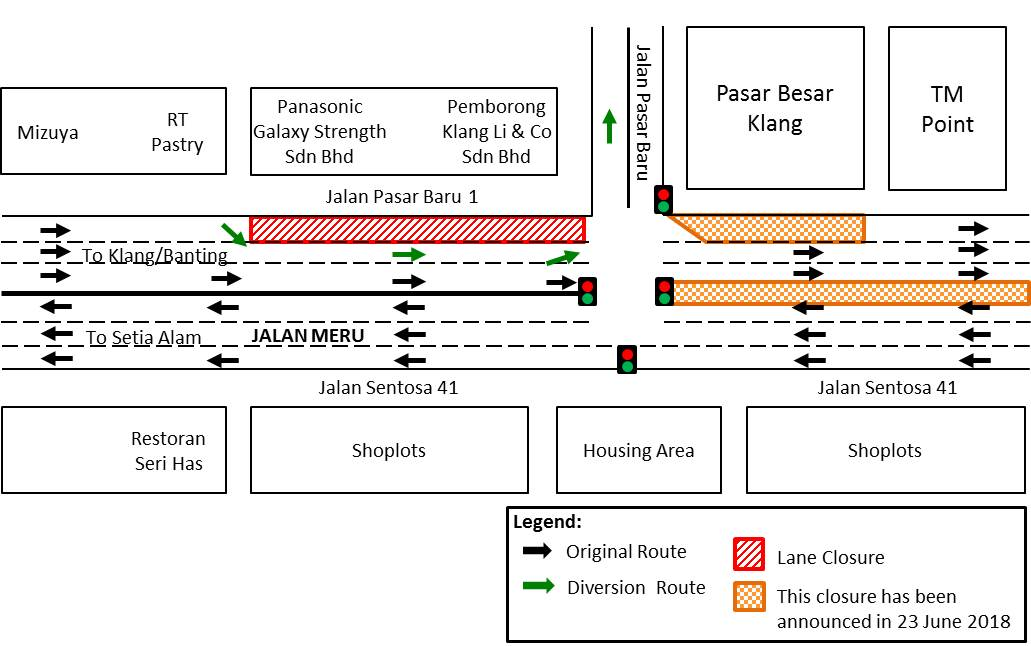 Jalan Pasar Baru
Pasar Besar
Klang
TM
Point
Mizuya
RT
Pastry
Panasonic
Galaxy Strength
Sdn Bhd
Pemborong
Klang Li & Co
Sdn Bhd
Jalan Pasar Baru 1
To Klang/Banting
To Setia Alam
JALAN MERU
Jalan Sentosa 41
Jalan Sentosa 41
Restoran
Seri Has
Shoplots
Housing Area
Shoplots
Legend:
Original Route
Diversion Route
Lane Closure
This closure has been
announced in 23 June 2018